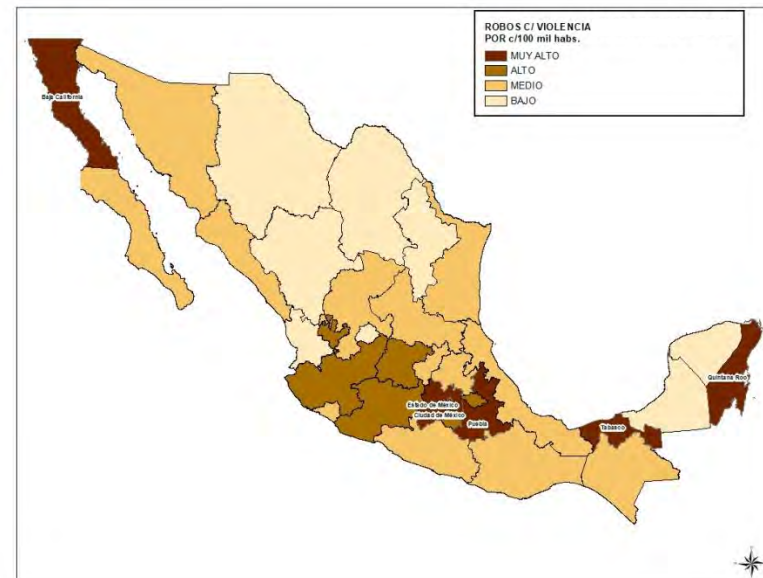 ROBOS C/ VIOLENCIA
POR c/100 mil habs.
MUY ALTO
ALTO
MEDIO
BAJO
Baja California
Quintana Roo
Estado de México
Ciudad de México
Puebla
Tabasco